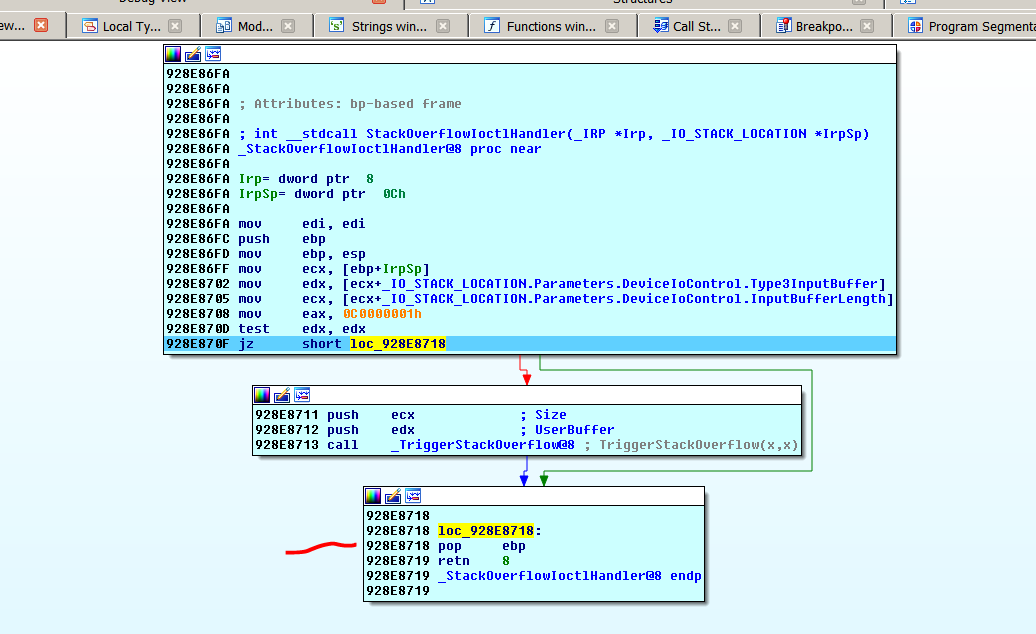 Debug View
Structures
ew...
Local Ty...
Mod...
Strings win...
Functions win...
Call St...
Breakpo...
Program Segmenta
928E86FA
928E86FA
928E86FA ; Attributes: bp-based frame
928E86FA
928E86FA ; int __stdcall StackOverflowIoctlHandler(_IRP *Irp, _IO_STACK_LOCATION *IrpSp)
928E86FA _StackOverflowIoctlHandler@8 proc near
928E86FA
928E86FA Irp= dword ptr 8
928E86FA IrpSp= dword ptr 0Ch
928E86FA
928E86FA mov edi, edi
928E86FC push ebp
928E86FD mov ebp, esp
928E86FF mov ecx, [ebp+IrpSp]
928E8702 mov edx, [ecx+_IO_STACK_LOCATION.Parameters.DeviceIoControl.Type3InputBuffer]
928E8705 mov ecx, [ecx+_IO_STACK_LOCATION.Parameters.DeviceIoControl.InputBufferLength]
928E8708 mov eax, 0C0000001h
928E870D test edx, edx
928E870F jz short loc_928E8718
928E8711 push ecx ; Size
928E8712 push edx ; UserBuffer
928E8713 call _TriggerStackOverflow@8 ; TriggerStackOverflow(x,x)
928E8718
928E8718 loc_928E8718:
928E8718 pop ebp
928E8719 retn 8
928E8719 _StackOverflowIoctlHandler@8 endp
928E8719